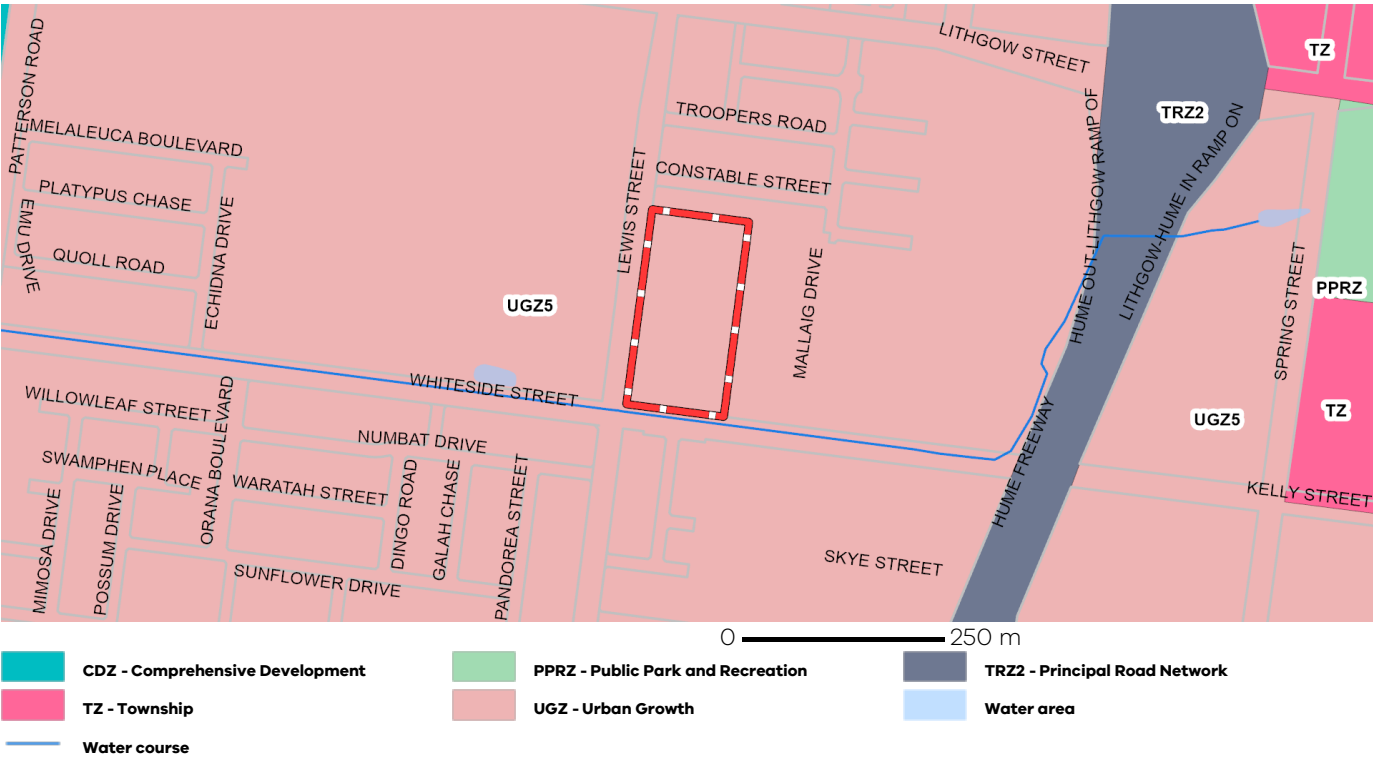 PATTERSON ROAD
LITHGOW STREET
TZ
TRZ2
TROOPERS ROAD
MELALEUCA BOULEVARD
CONSTABLE STREET
PLATYPUS CHASE
EMU DRIVE
ECHIDNA DRIVE
LEWIS STREET
HUME OUT-LITHGOW RAMP OF
LITHGOW-HUME IN RAMP ON
QUOLL ROAD
MALLAIG DRIVE
SPRING STREET
PPRZ
UGZ5
WHITESIDE STREET
WILLOWLEAF STREET
ORANA BOULEVARD
NUMBAT DRIVE
HUME FREEWAY
UGZ5
TZ
SWAMPHEN PLACE
WARATAH STREET
DINGO ROAD
GALAH CHASE
PANDOREA STREET
KELLY STREET
MIMOSA DRIVE
POSSUM DRIVE
SUNFLOWER DRIVE
SKYE STREET
0 250 m
CDZ - Comprehensive Development
PPRZ - Public Park and Recreation
TRZ2 - Principal Road Network
TZ - Township
UGZ - Urban Growth
Water area
Water course